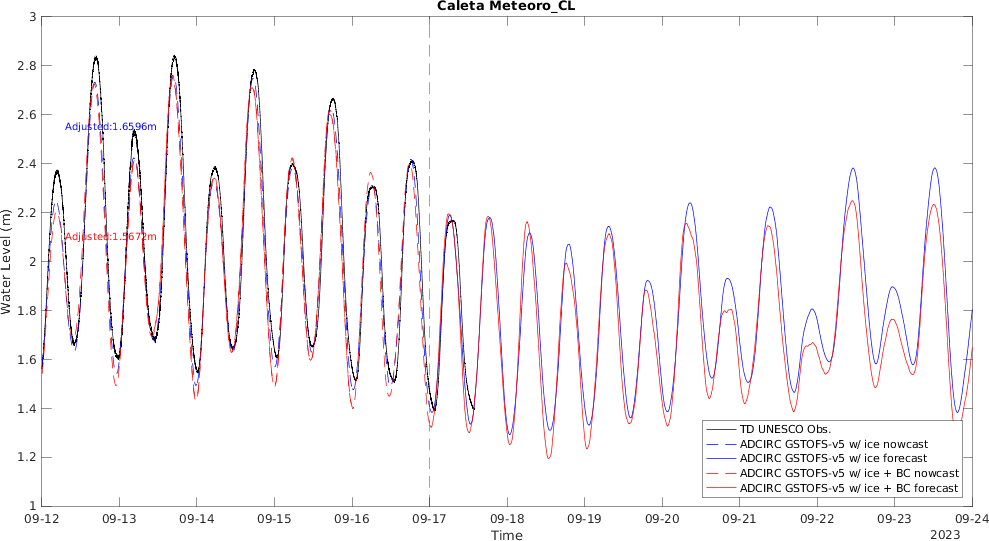 Caleta Meteoro_CL
3
2.8
2.6
2.4
2.2
2
1.8
1.6
1.4
1.2
1
Water Level (m)
Adjusted:1.6596m
Adjusted:1.5672m
TD UNESCO Obs.
ADCIRC GSTOFS-v5 w/ ice nowcast
ADCIRC GSTOFS-v5 w/ ice forecast
ADCIRC GSTOFS-v5 w/ ice + BC nowcast
ADCIRC GSTOFS-v5 w/ ice + BC forecast
09-12 09-13 09-14 09-15 09-16 09-17 09-18 09-19 09-20 09-21 09-22 09-23 09-24
Time
2023